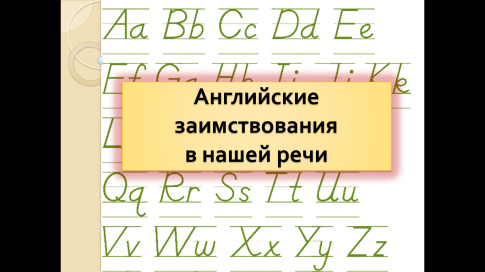 Aa Bb Cc Dd Ee
Ff Gg Hh Ii Jj Kk
Английские
заимствования
в нашей речи
Qq Rr Ss Tt Uu
Vv Ww Xx Yy Zz